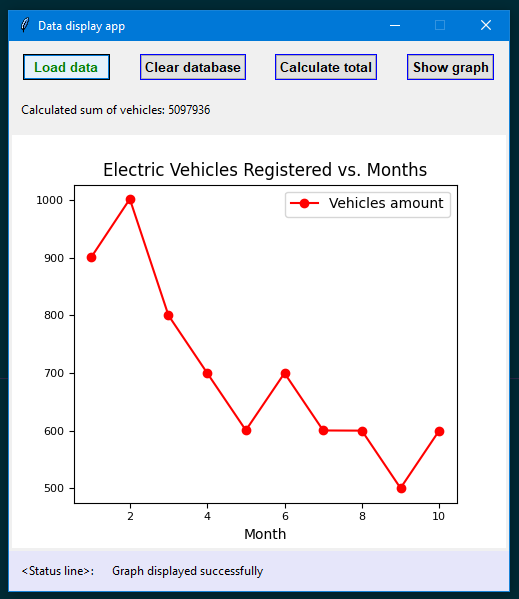 Data display app
Load data Clear database Calculate total Show graph
Calculated sum of vehicles: 5097936
Electric Vehicles Registered vs. Months
Vehicles amount
1000
900
800
700
600
500
2 4 6 8 10
Month
<Status line>: Graph displayed successfully